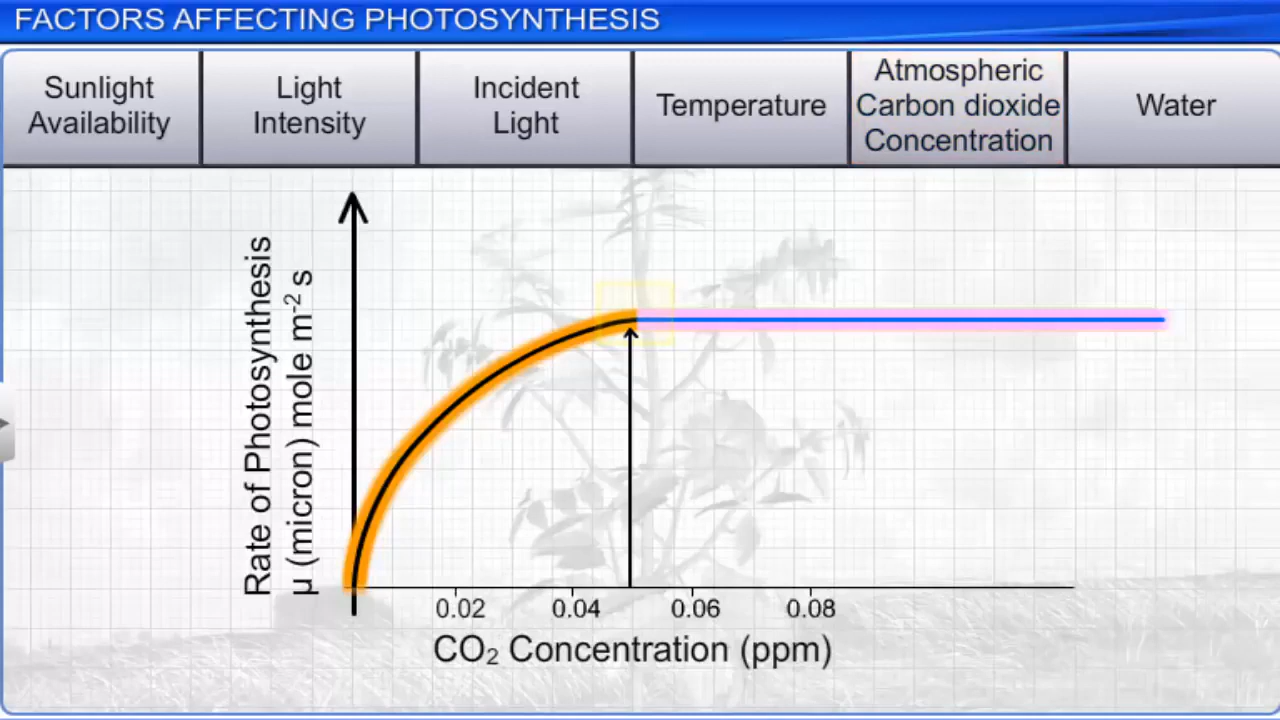 FACTORS AFFECTING PHOTOSYNTHESIS
Sunlight
Availability
Light
Intensity
Incident
Light
Temperature
Atmospheric
Carbon dioxide
Concentration
Water
Rate of Photosynthesis
μ (micron) mole m⁻² s
0.02 0.04 0.06 0.08
CO₂ Concentration (ppm)